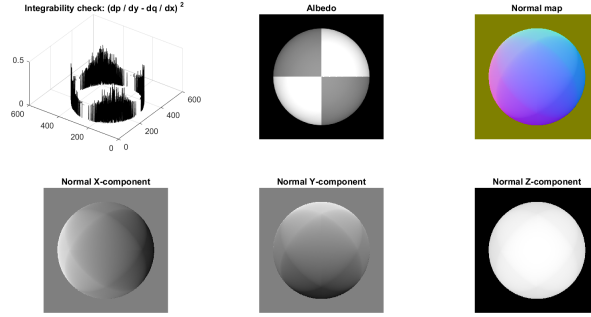 Integrability check: (dp / dy - dq / dx) ²
Albedo
Normal map
0.5
0
600
400
200
0
0
200
400
600
Normal X-component
Normal Y-component
Normal Z-component